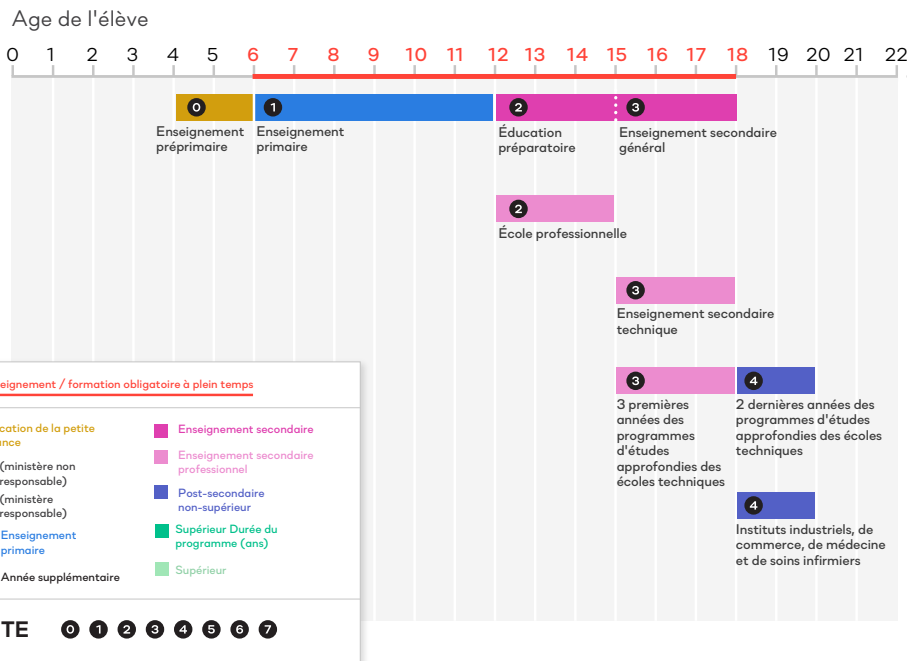 Age de l'élève
0 1 2 3 4 5 6 7 8 9 10 11 12 13 14 15 16 17 18 19 20 21 22
0 1 2 3
Enseignement
préprimaire
Enseignement
primaire
Éducation
préparatoire
Enseignement secondaire
général
2
École professionnelle
3
Enseignement secondaire
technique
3 4
3 premières
années des
programmes
d'études
approfondies des
écoles techniques
2 dernières années des
programmes d'études
approfondies des écoles
techniques
4
Instituts industriels, de
commerce, de médecine
et de soins infirmiers
eignement / formation obligatoire à plein temps
cation de la petite
ance
(ministère non
responsable)
(ministère
responsable)
Enseignement
primaire
Année supplémentaire
Enseignement secondaire
Enseignement secondaire
professionnel
Post-secondaire
non-supérieur
Supérieur Durée du
programme (ans)
Supérieur
TE 0 1 2 3 4 5 6 7